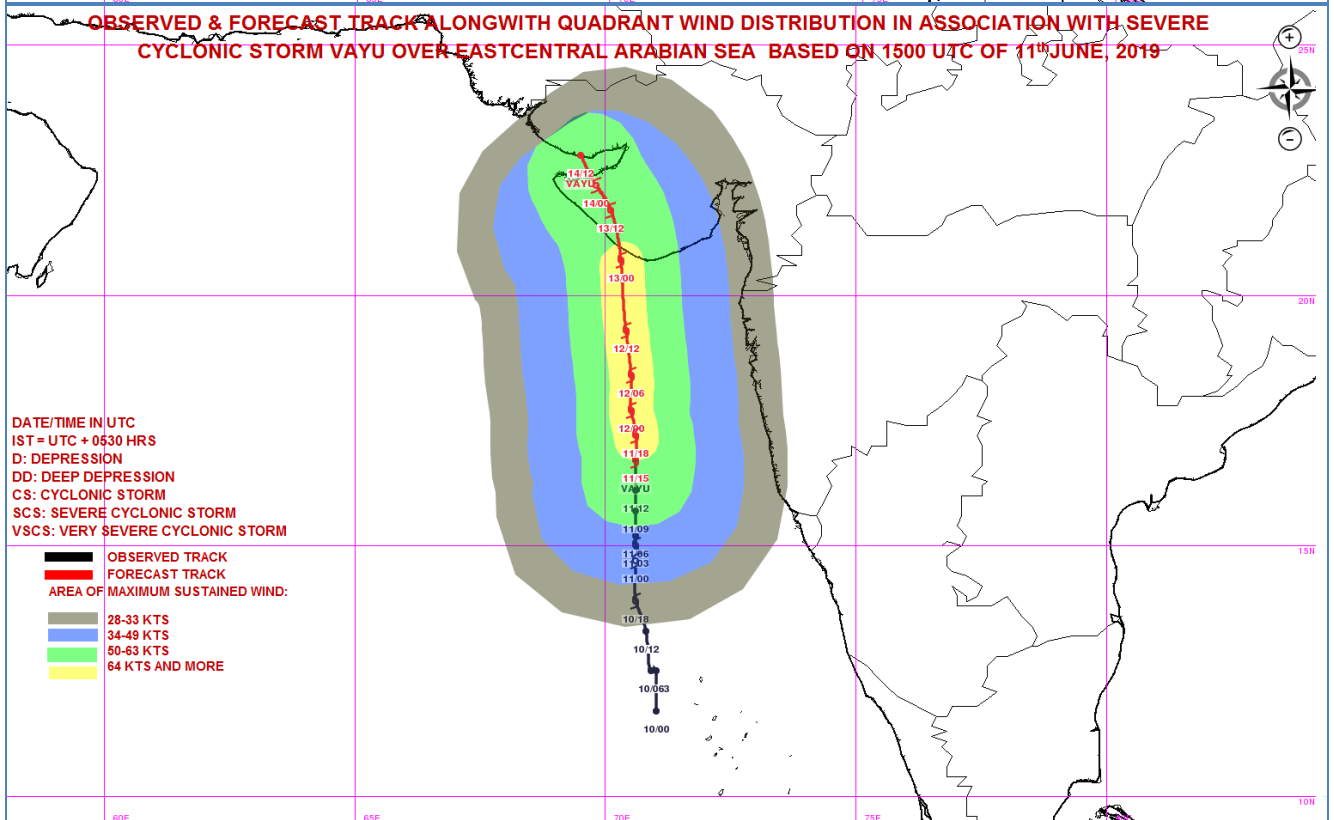 OBSERVED & FORECAST TRACK ALONGWITH QUADRANT WIND DISTRIBUTION IN ASSOCIATION WITH SEVERE
CYCLONIC STORM VAYU OVER EASTCENTRAL ARABIAN SEA BASED ON 1500 UTC OF 11th JUNE, 2019
25N
+
−
14/12
VAYU
14/00
13/12
13/00
20N
12/12
12/06
12/00
11/18
11/15
VAYU
11/12
11/09
11/06
11/03
11/00
15N
10/18
10/12
10/063
10/00
DATE/TIME IN UTC
IST = UTC + 0530 HRS
D: DEPRESSION
DD: DEEP DEPRESSION
CS: CYCLONIC STORM
SCS: SEVERE CYCLONIC STORM
VSCS: VERY SEVERE CYCLONIC STORM
OBSERVED TRACK
FORECAST TRACK
AREA OF MAXIMUM SUSTAINED WIND:
28-33 KTS
34-49 KTS
50-63 KTS
64 KTS AND MORE
10N
60E
65E
70E
75E